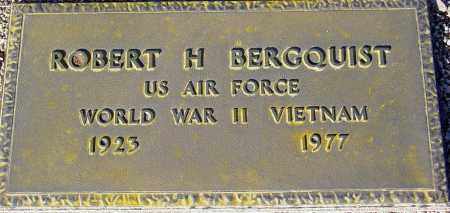 ROBERT H BERGQUIST
US AIR FORCE
WORLD WAR II VIETNAM
1923 1977